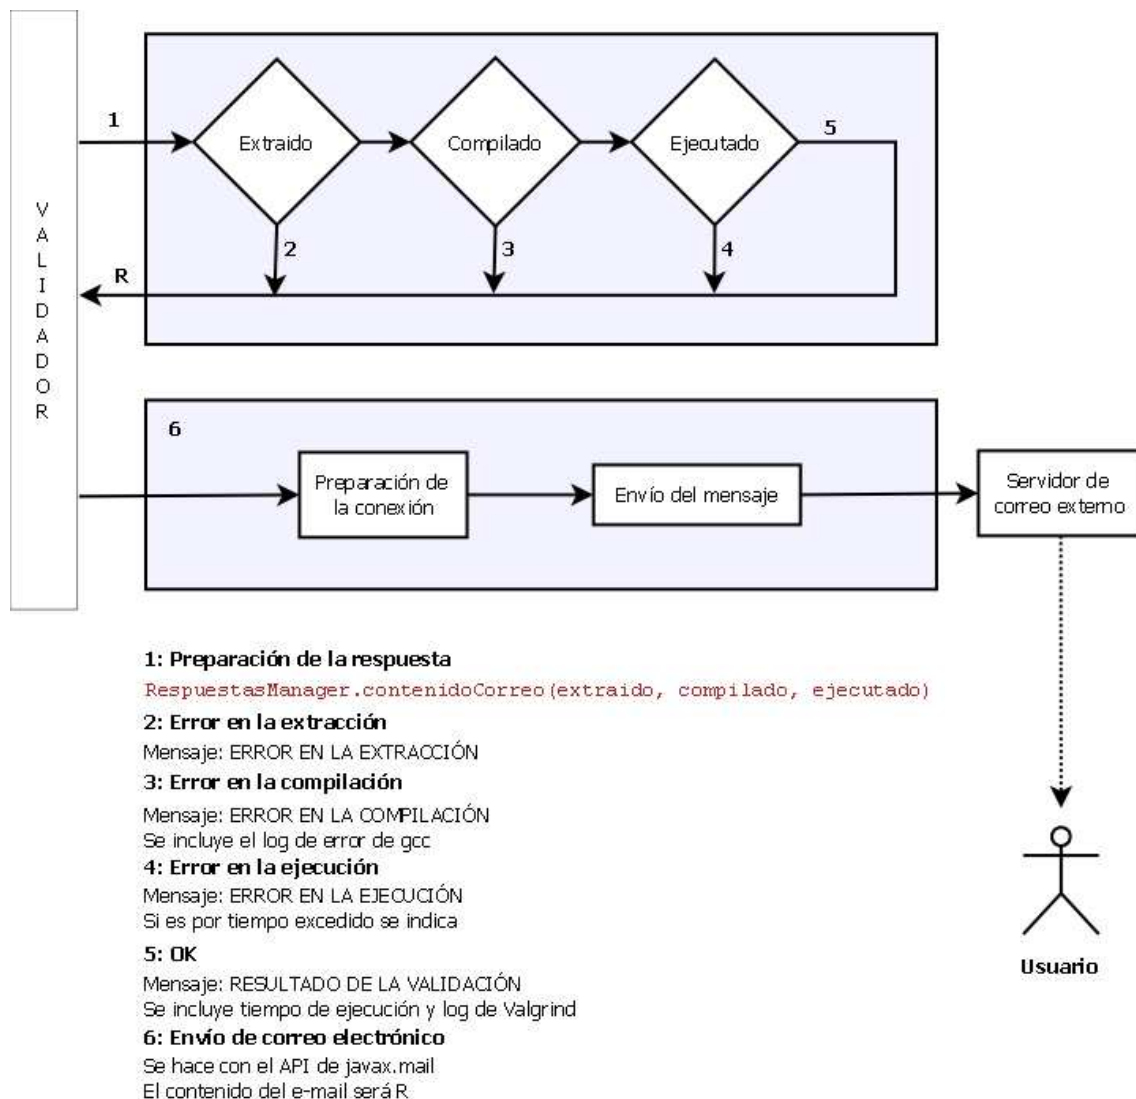 VALIDADOR
1
Extraido
Compilado
Ejecutado
5
2
3
4
R
6
Preparación de
la conexión
Envío del mensaje
Servidor de
correo externo
1: Preparación de la respuesta
RespuestasManager.contenidoCorreo(extraido, compilado, ejecutado)
2: Error en la extracción
Mensaje: ERROR EN LA EXTRACCIÓN
3: Error en la compilación
Mensaje: ERROR EN LA COMPILACIÓN
Se incluye el log de error de gcc
4: Error en la ejecución
Mensaje: ERROR EN LA EJECUCIÓN
Si es por tiempo excedido se indica
5: OK
Mensaje: RESULTADO DE LA VALIDACIÓN
Se incluye tiempo de ejecución y log de Valgrind
6: Envío de correo electrónico
Se hace con el API de javax.mail
El contenido del e-mail será R
Usuario